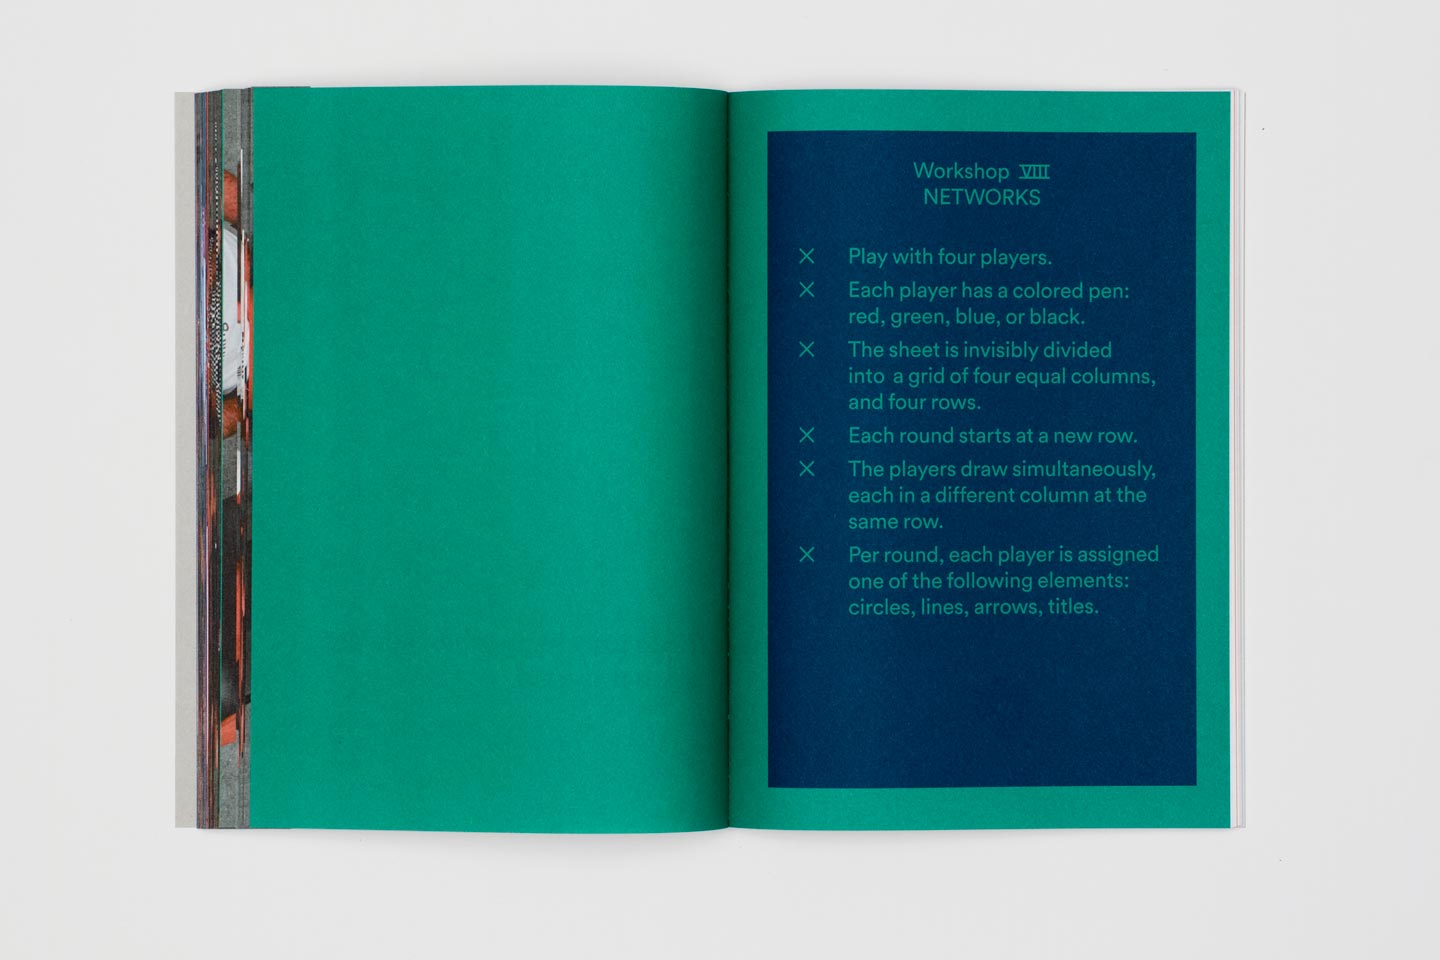 Workshop VIII
NETWORKS
× Play with four players.
× Each player has a colored pen:
red, green, blue, or black.
× The sheet is invisibly divided
into a grid of four equal columns,
and four rows.
× Each round starts at a new row.
× The players draw simultaneously,
each in a different column at the
same row.
× Per round, each player is assigned
one of the following elements:
circles, lines, arrows, titles.